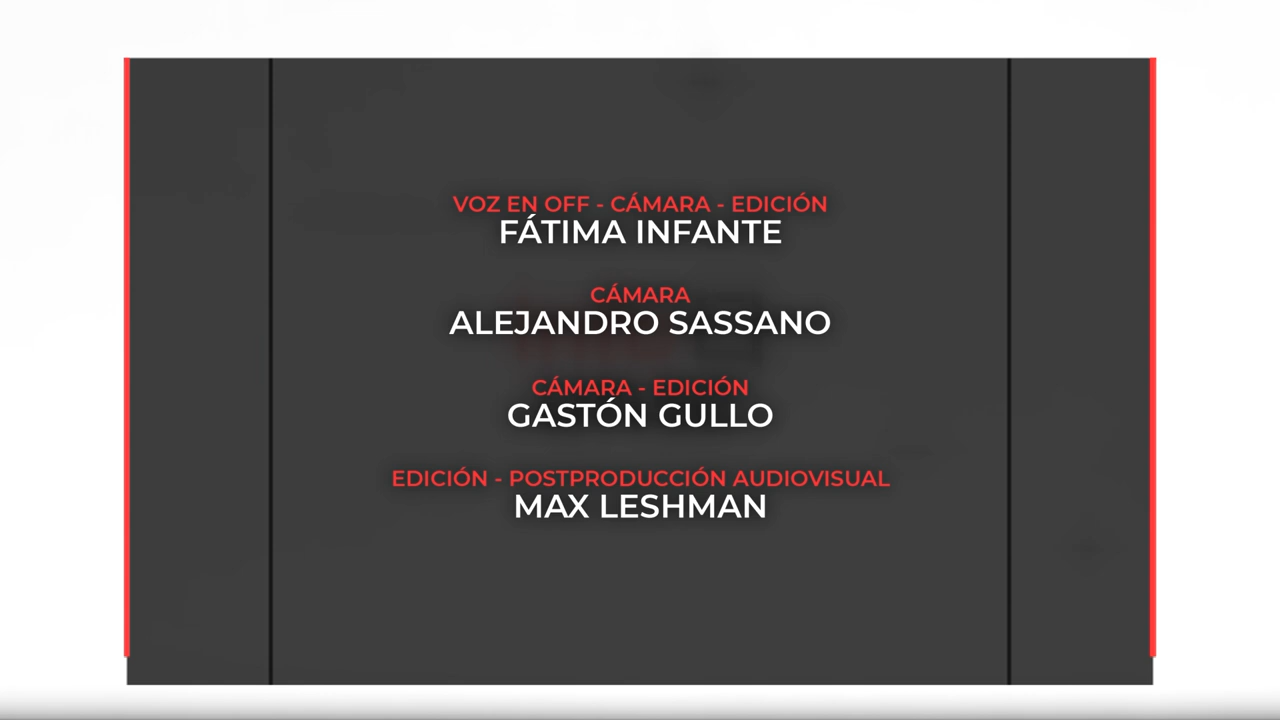 VOZ EN OFF - CÁMARA - EDICIÓN
FÁTIMA INFANTE
CÁMARA
ALEJANDRO SASSANO
CÁMARA - EDICIÓN
GASTÓN GULLO
EDICIÓN - POSTPRODUCCIÓN AUDIOVISUAL
MAX LESHMAN